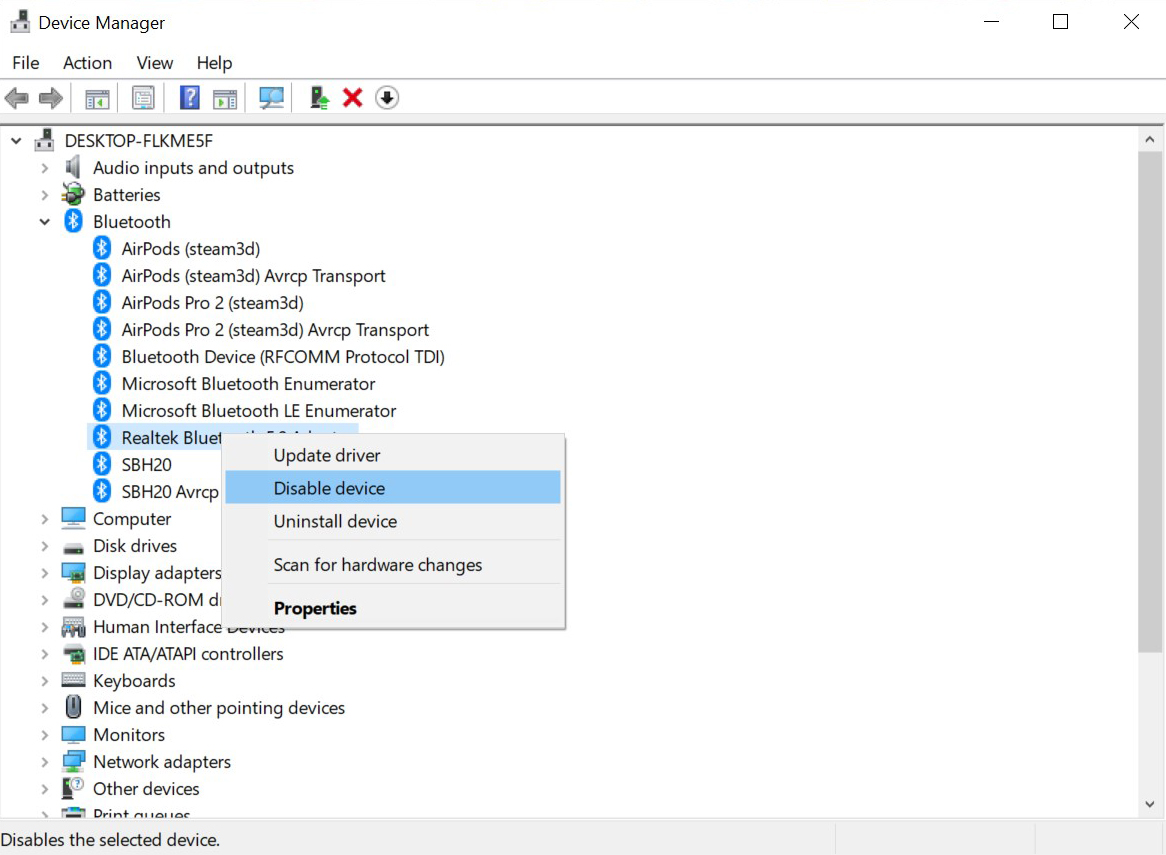 Device Manager
File Action View Help
DESKTOP-FLKME5F
Audio inputs and outputs
Batteries
Bluetooth
AirPods (steam3d)
AirPods (steam3d) Avrcp Transport
AirPods Pro 2 (steam3d)
AirPods Pro 2 (steam3d) Avrcp Transport
Bluetooth Device (RFCOMM Protocol TDI)
Microsoft Bluetooth Enumerator
Microsoft Bluetooth LE Enumerator
Realtek
Update driver
SBH20
Disable device
SBH20 Avrcp
Uninstall device
Computer
Disk drives
Scan for hardware changes
Display adapters
DVD/CD-ROM
Properties
Human Interface Devices
IDE ATA/ATAPI controllers
Keyboards
Mice and other pointing devices
Monitors
Network adapters
Other devices
Print queues
Disables the selected device.